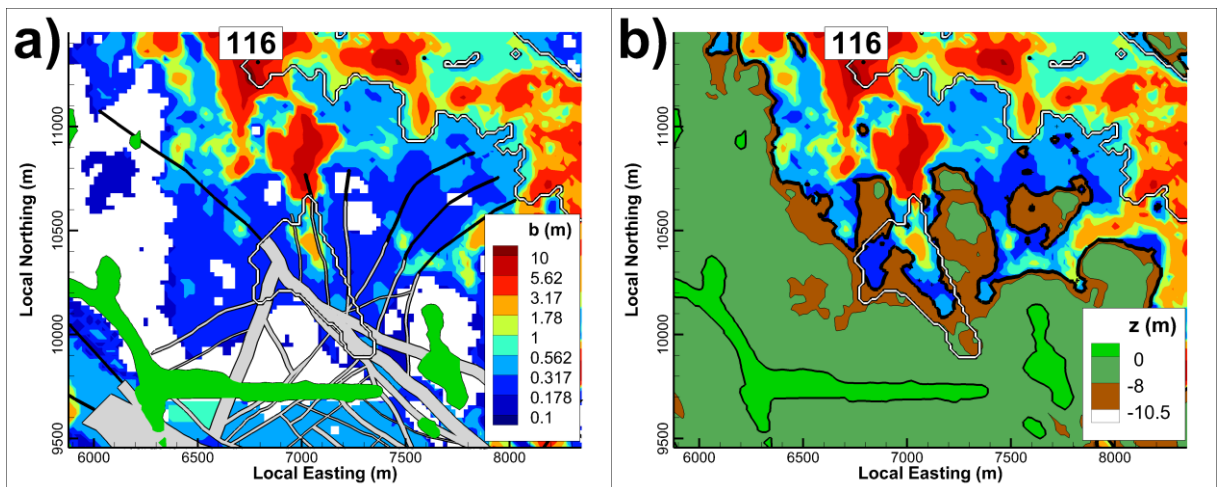 a)
116
Local Northing (m)
11000
10500
10000
9500
b (m)
10
5.62
3.17
1.78
1
0.562
0.317
0.178
0.1
6000 6500 7000 7500 8000
Local Easting (m)
b)
116
Local Northing (m)
11000
10500
10000
9500
z (m)
0
-8
-10.5
6000 6500 7000 7500 8000
Local Easting (m)